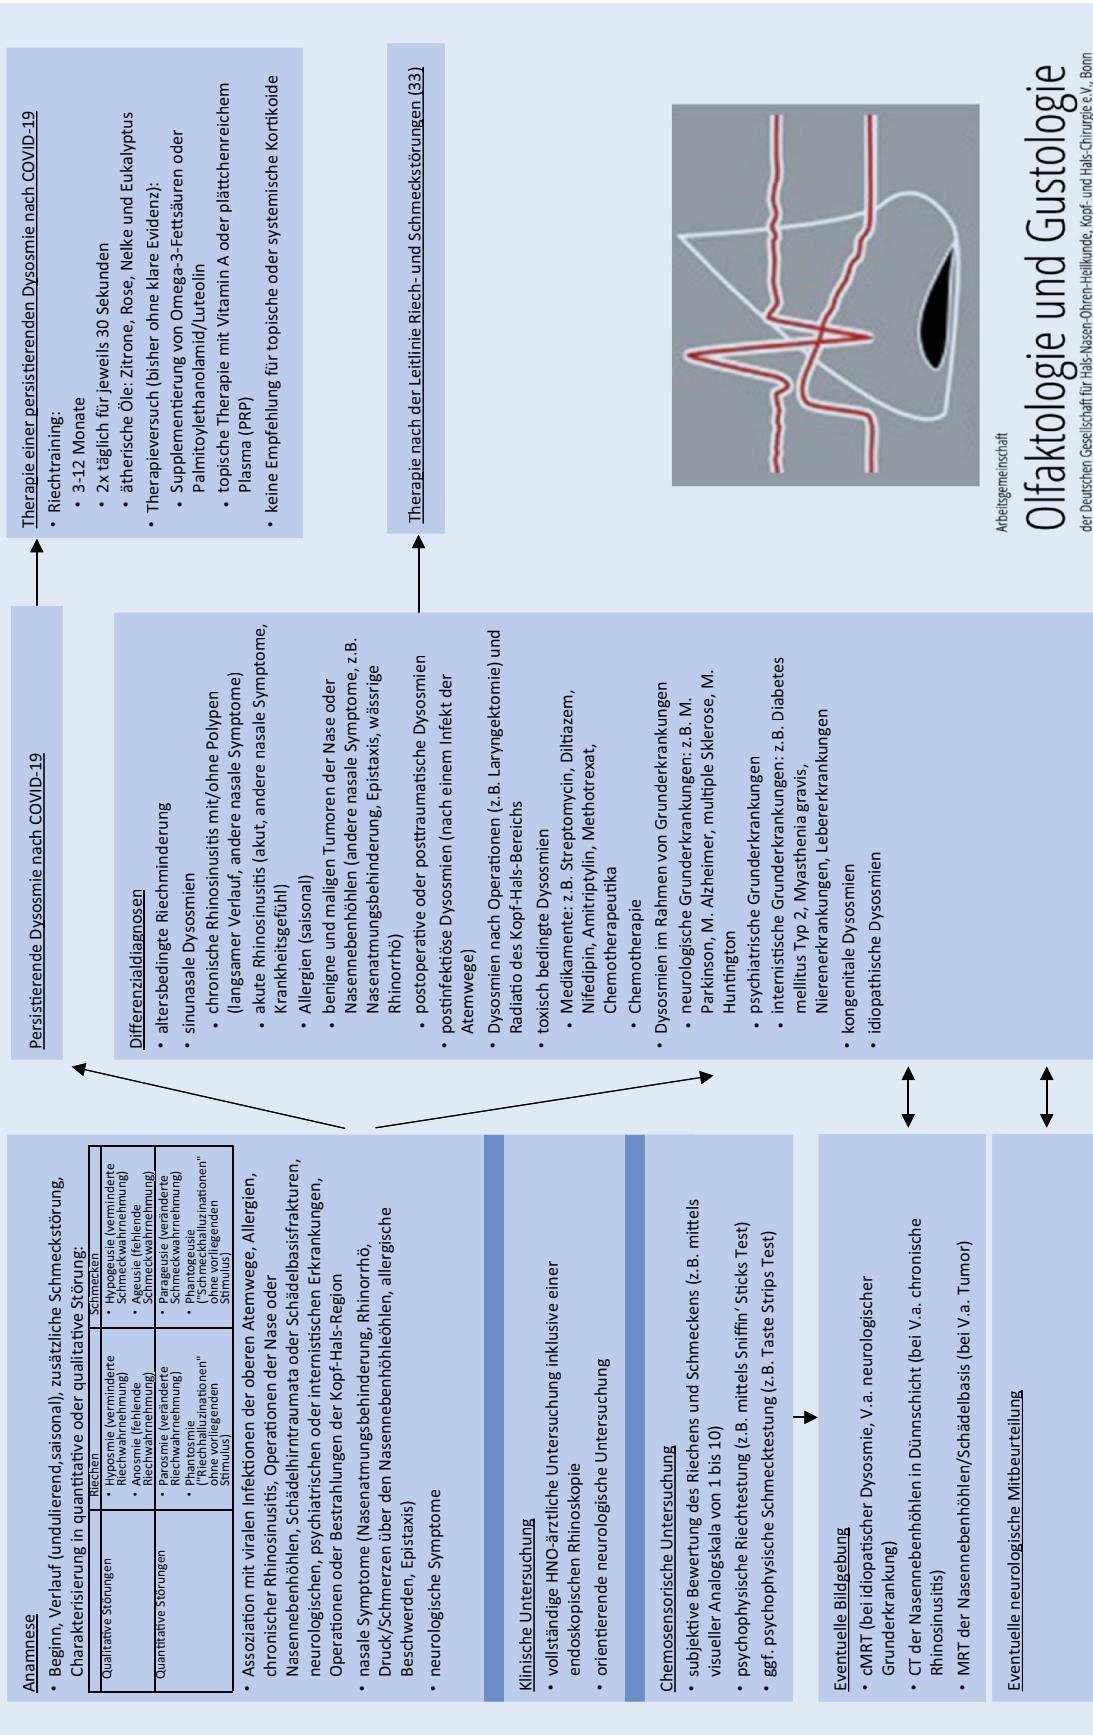 Anamnese
• Beginn, Verlauf (undulierend,saisonal), zusätzliche Schmeckstörung,
Charakterisierung in quantitative oder qualitative Störung:
Riechen
Schmecken
Qualitative Störungen
• Hyposmie (verminderte
Riechwahrnehmung)
• Anosmie (fehlende
Riechwahrnehmung)
• Hypogeusie (verminderte
Schmeckwahrnehmung)
• Ageusie (fehlende
Schmeckwahrnehmung)
Quantitative Störungen
• Parosmie (veränderte
Riechwahrnehmung)
• Phantosmie
("Riechhalluzinationen"
ohne vorliegenden
Stimulus)
• Parageusie (veränderte
Schmeckwahrnehmung)
• Phantogeusie
("Schmeckhalluzinationen"
ohne vorliegenden
Stimulus)
• Assoziation mit viralen Infektionen der oberen Atemwege, Allergien,
chronischer Rhinosinusitis, Operationen der Nase oder
Nasennebenhöhlen, Schädelhirntraumata oder Schädelbasisfrakturen,
neurologischen, psychiatrischen oder internistischen Erkrankungen,
Operationen oder Bestrahlungen der Kopf-Hals-Region
• nasale Symptome (Nasenatmungsbehinderung, Rhinorrhö,
Druck/Schmerzen über den Nasennebenhöhleöhlen, allergische
Beschwerden, Epistaxis)
• neurologische Symptome
Klinische Untersuchung
• vollständige HNO-ärztliche Untersuchung inklusive einer
endoskopischen Rhinoskopie
• orientierende neurologische Untersuchung
Chemosensorische Untersuchung
• subjektive Bewertung des Riechens und Schmeckens (z.B. mittels
visueller Analogskala von 1 bis 10)
• psychophysische Riechtestung (z.B. mittels Sniffin‘ Sticks Test)
• ggf. psychophysische Schmecktestung (z.B. Taste Strips Test)
Eventuelle Bildgebung
• cMRT (bei idiopatischer Dysosmie, V.a. neurologischer
Grunderkrankung)
• CT der Nasennebenhöhlen in Dünnschicht (bei V.a. chronische
Rhinosinusitis)
• MRT der Nasennebenhöhlen/Schädelbasis (bei V.a. Tumor)
Eventuelle neurologische Mitbeurteilung
Persistierende Dysosmie nach COVID-19
Differenzialdiagnosen
• altersbedingte Riechminderung
• sinunasale Dysosmien
• chronische Rhinosinusitis mit/ohne Polypen
(langsamer Verlauf, andere nasale Symptome)
• akute Rhinosinusitis (akut, andere nasale Symptome,
Krankheitsgefühl)
• Allergien (saisonal)
• benigne und maligen Tumoren der Nase oder
Nasennebenhöhlen (andere nasale Symptome, z.B.
Nasenatmungsbehinderung, Epistaxis, wässrige
Rhinorrhö)
• postoperative oder posttraumatische Dysosmien
• postinfektiöse Dysosmien (nach einem Infekt der
Atemwege)
• Dysosmien nach Operationen (z.B. Laryngektomie) und
Radiatio des Kopf-Hals-Bereichs
• toxisch bedingte Dysosmien
• Medikamente: z.B. Streptomycin, Diltiazem,
Nifedipin, Amitriptylin, Methotrexat,
Chemotherapeutika
• Chemotherapie
• Dysosmien im Rahmen von Grunderkrankungen
• neurologische Grunderkrankungen: z.B. M.
Parkinson, M. Alzheimer, multiple Sklerose, M.
Huntington
• psychiatrische Grunderkrankungen
• internistische Grunderkrankungen: z.B. Diabetes
mellitus Typ 2, Myasthenia gravis,
Nierenerkrankungen, Lebererkrankungen
• kongenitale Dysosmien
• idiopathische Dysosmien
Therapie einer persistierenden Dysosmie nach COVID-19
• Riechtraining:
• 3-12 Monate
• 2x täglich für jeweils 30 Sekunden
• ätherische Öle: Zitrone, Rose, Nelke und Eukalyptus
• Therapieversuch (bisher ohne klare Evidenz):
• Supplementierung von Omega-3-Fettsäuren oder
Palmitoylethanolamid/Luteolin
• topische Therapie mit Vitamin A oder plättchenreichem
Plasma (PRP)
• keine Empfehlung für topische oder systemische Kortikoide
Therapie nach der Leitlinie Riech- und Schmeckstörungen (33)
Arbeitsgemeinschaft
Olfaktologie und Gustologie
der Deutschen Gesellschaft für Hals-Nasen-Ohren-Heilkunde, Kopf- und Hals-Chirurgie e.V., Bonn